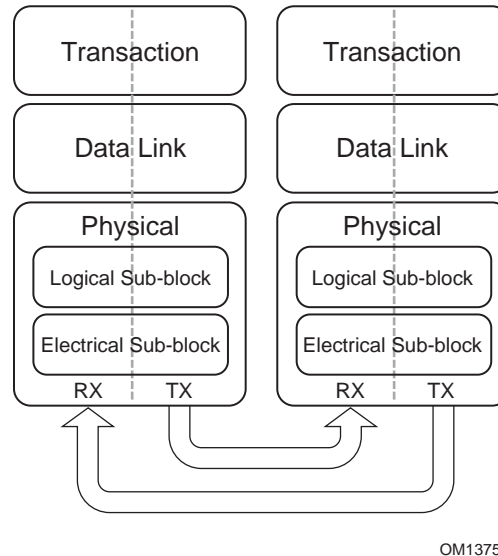 Transaction Transaction
Data Link Data Link
Physical Physical
Logical Sub-block Logical Sub-block
Electrical Sub-block Electrical Sub-block
RX TX RX TX
OM1375